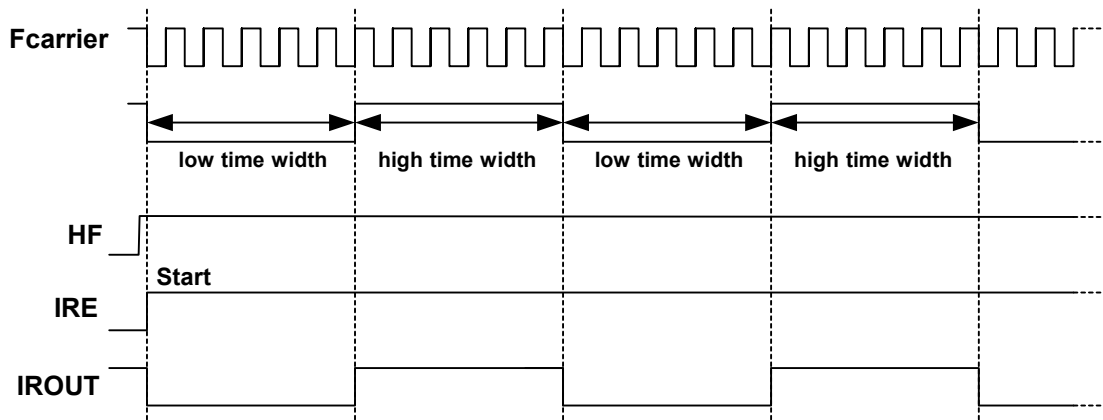 Fcarrier
low time width high time width low time width high time width
HF
Start
IRE
IROUT